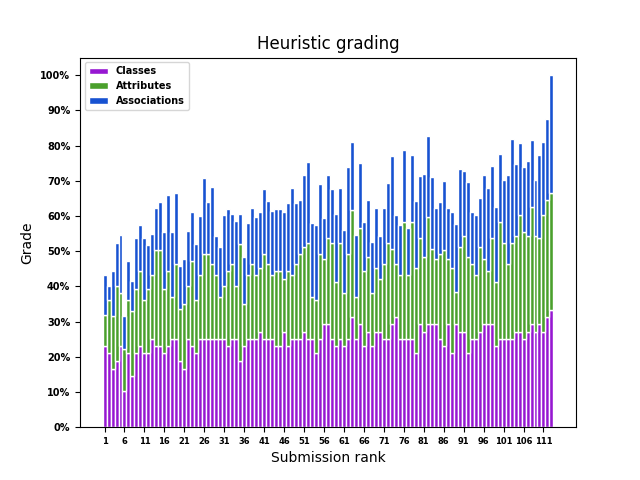 Heuristic grading
Classes
Attributes
Associations
100%
90%
80%
70%
60%
50%
40%
30%
20%
10%
0%
Grade
1 6 11 16 21 26 31 36 41 46 51 56 61 66 71 76 81 86 91 96 101 106 111
Submission rank